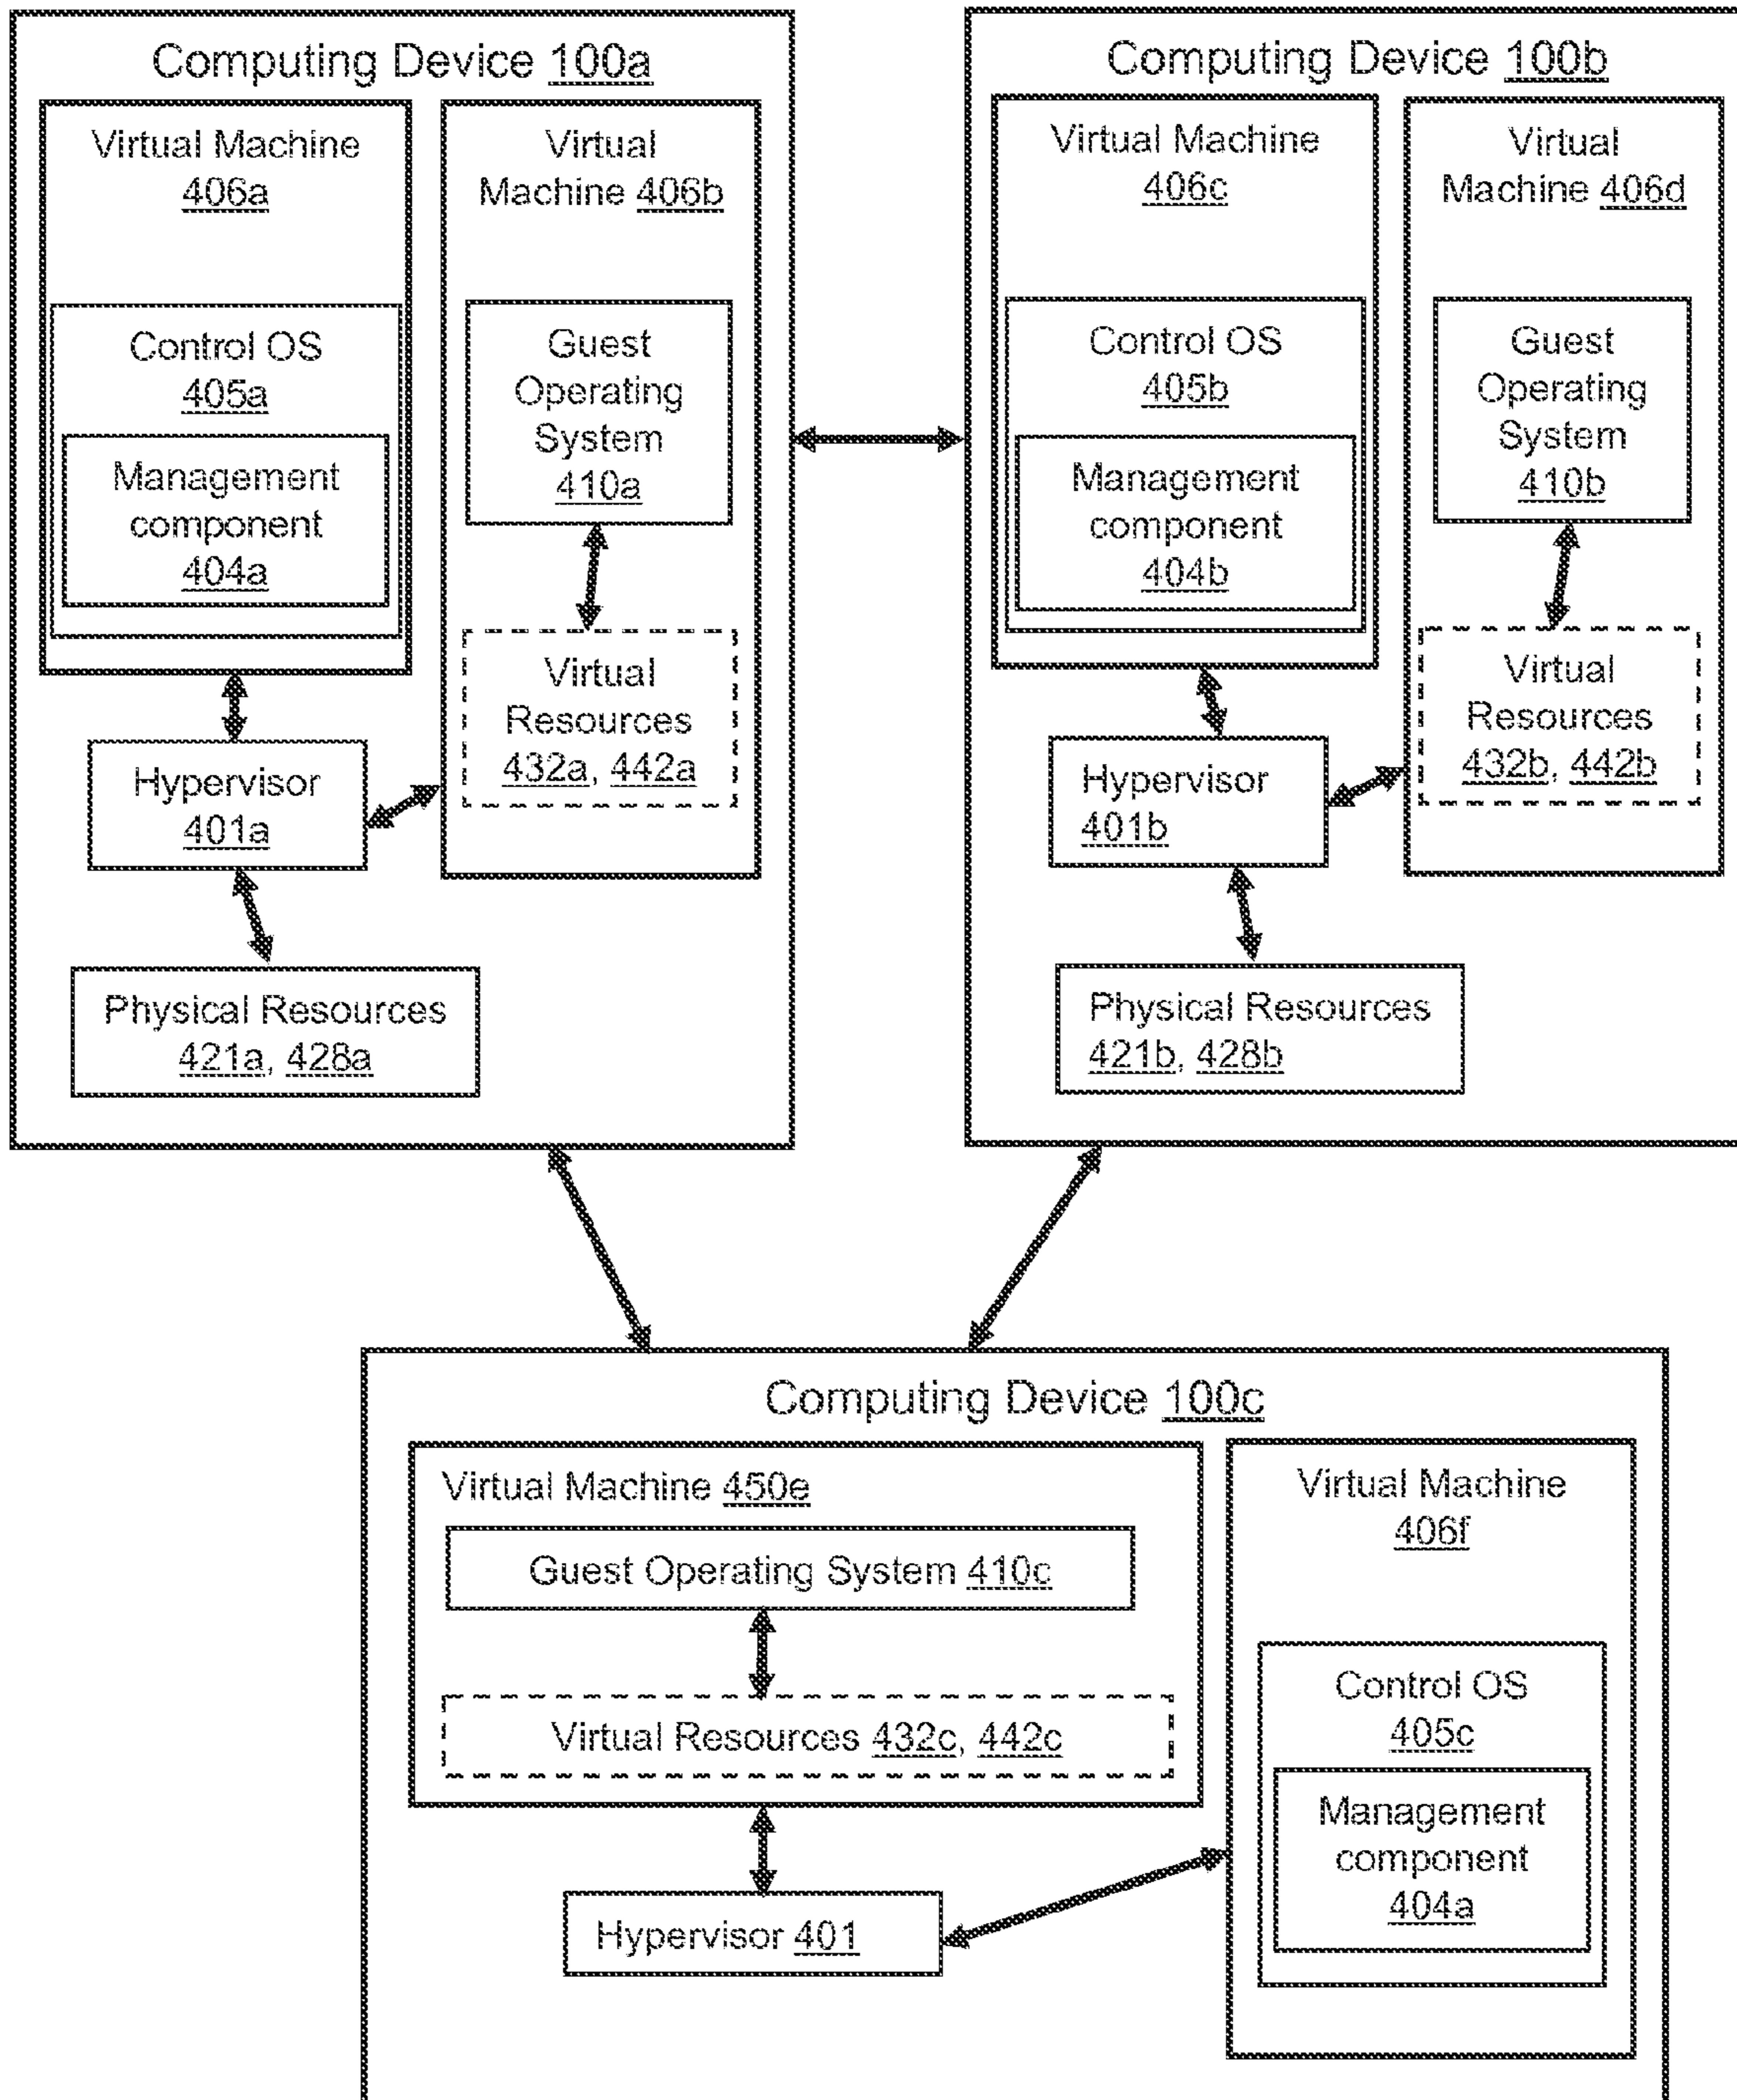 Computing Device 100a
Virtual Machine
406a
Control OS
405a
Management
component
404a
Virtual
Machine 406b
Guest
Operating
System
410a
Virtual
Resources
432a, 442a
Hypervisor
401a
Physical Resources
421a, 428a
Computing Device 100b
Virtual Machine
406c
Control OS
405b
Management
component
404b
Virtual
Machine 406d
Guest
Operating
System
410b
Virtual
Resources
432b, 442b
Hypervisor
401b
Physical Resources
421b, 428b
Computing Device 100c
Virtual Machine 450e
Guest Operating System 410c
Virtual Resources 432c, 442c
Hypervisor 401
Virtual Machine
406f
Control OS
405c
Management
component
404a